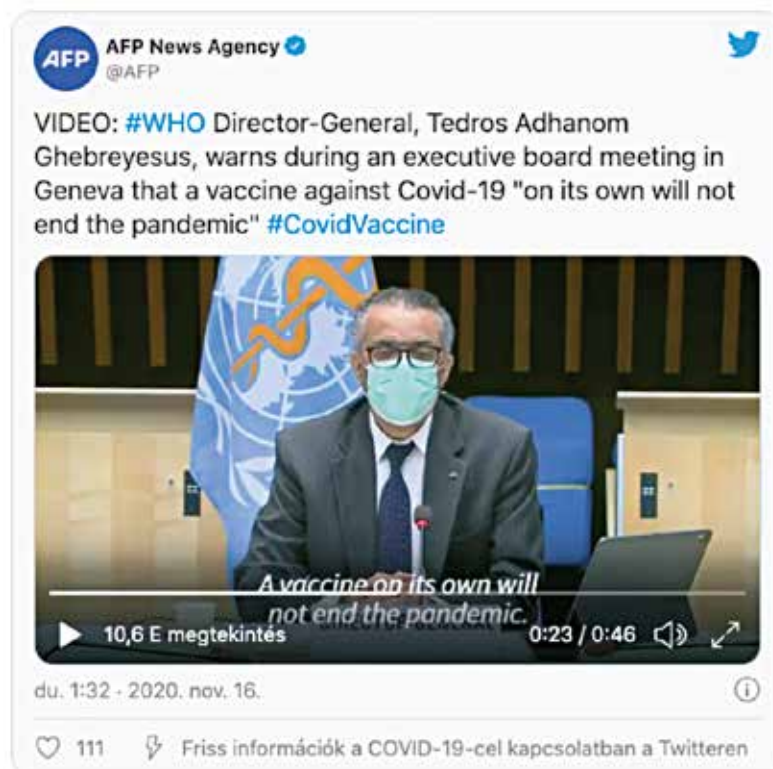 AFP
AFP News Agency
@AFP
VIDEO: #WHO Director-General, Tedros Adhanom
Ghebreyesus, warns during an executive board meeting in
Geneva that a vaccine against Covid-19 "on its own will not
end the pandemic" #CovidVaccine
A vaccine on its own will
not end the pandemic.
DIRECTOR GENERAL
10,6 E megtekintés
0:23 / 0:46
du. 1:32 · 2020. nov. 16.
111
Friss információk a COVID-19-cel kapcsolatban a Twitteren